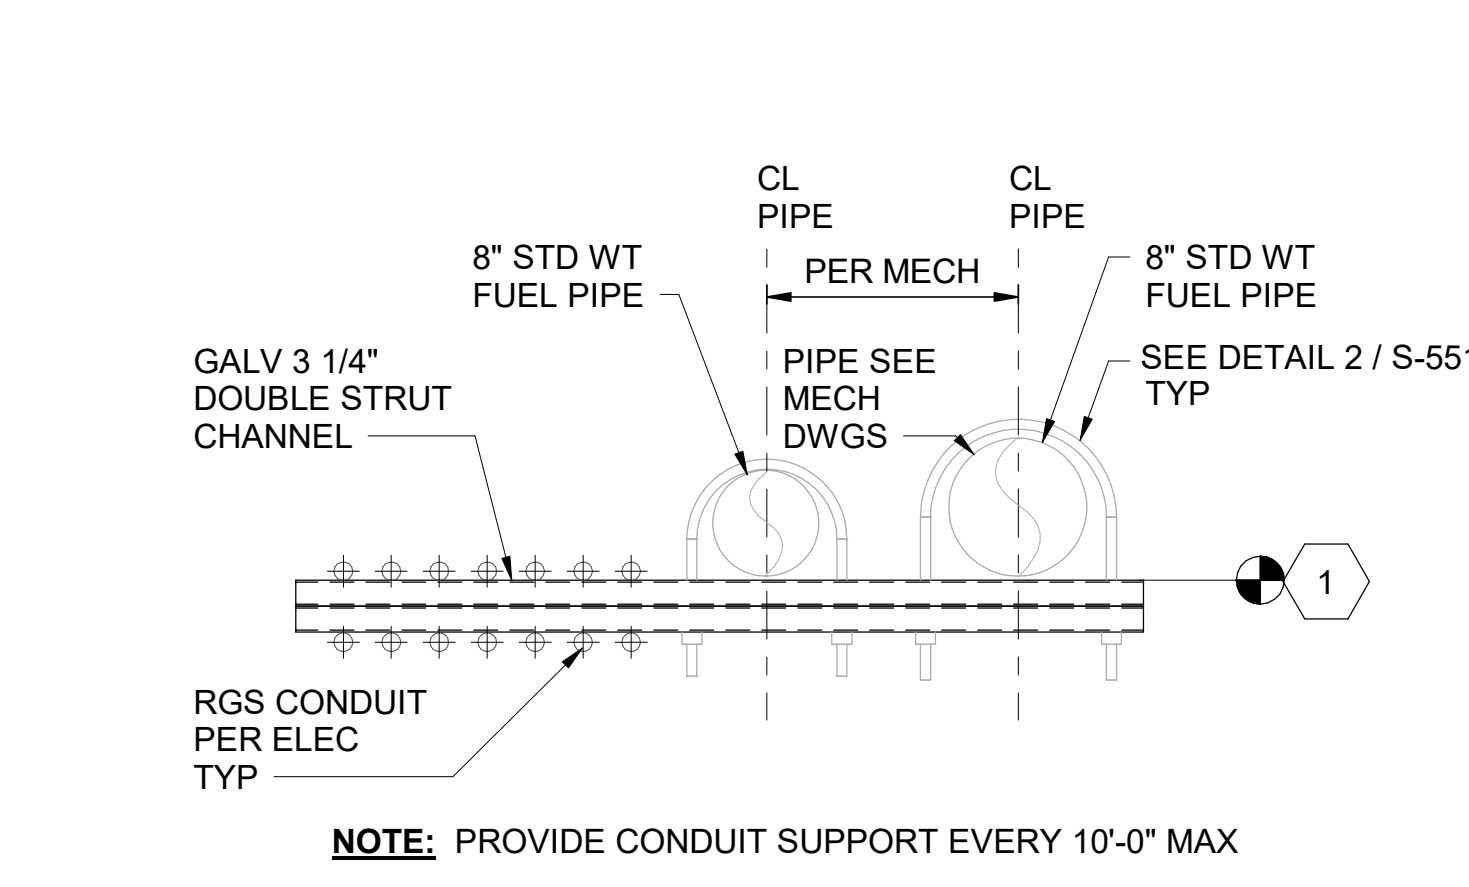 CL
PIPE
CL
PIPE
8" STD WT
FUEL PIPE
PER MECH
8" STD WT
FUEL PIPE
GALV 3 1/4"
DOUBLE STRUT
CHANNEL
PIPE SEE
MECH
DWGS
SEE DETAIL 2 / S-551
TYP
1
RGS CONDUIT
PER ELEC
TYP
NOTE: PROVIDE CONDUIT SUPPORT EVERY 10'-0" MAX